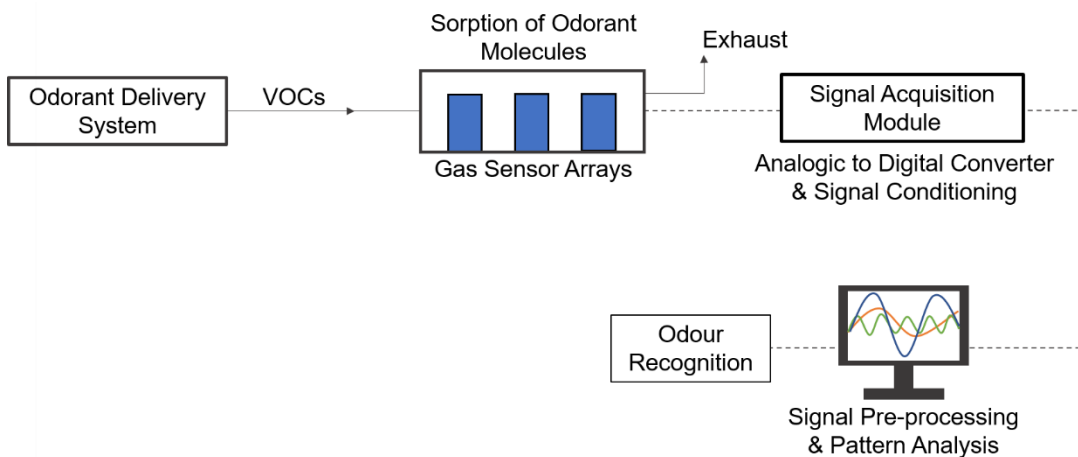 Sorption of Odorant
Molecules
Exhaust
Odorant Delivery
System
VOCs
Signal Acquisition
Module
Gas Sensor Arrays
Analogic to Digital Converter
& Signal Conditioning
Odour
Recognition
Signal Pre-processing
& Pattern Analysis